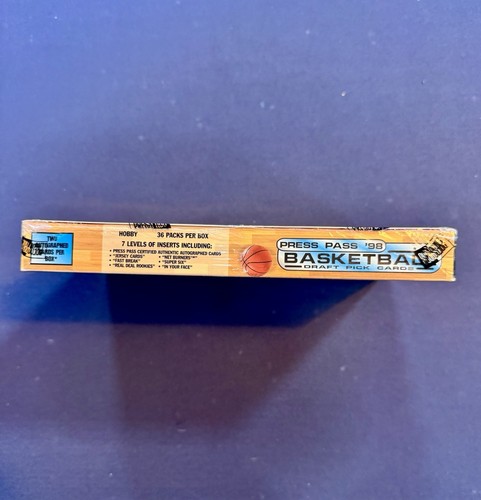 TWO
AUTOGRAPHED
CARDS PER
BOX*
HOBBY 36 PACKS PER BOX
7 LEVELS OF INSERTS INCLUDING:
• PRESS PASS CERTIFIED AUTHENTIC AUTOGRAPHED CARDS
• "JERSEY CARDS" • "NET BURNERS"
• "FAST BREAK" • "SUPER SIX"
• "REAL DEAL ROOKIES" • "IN YOUR FACE"
PRESS PASS '98
BASKETBALL
DRAFT PICK CARDS